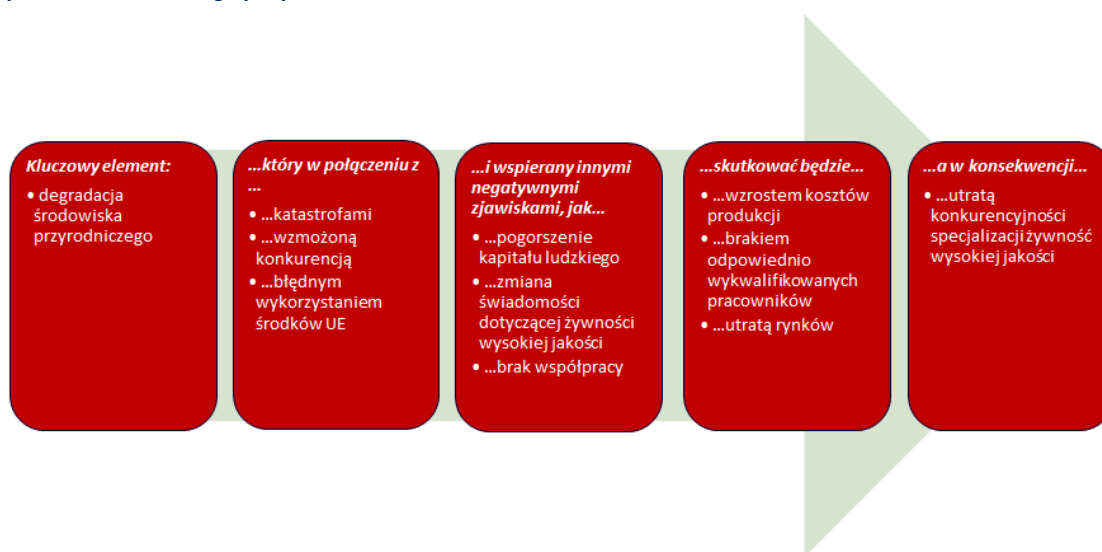 Kluczowy element:
• degradacja
środowiska
przyrodniczego
...który w połączeniu z
...
• ...katastrofami
• ...wzmożoną
konkurencją
• ...błędnym
wykorzystaniem
środków UE
...i wspierany innymi
negatywnymi
zjawiskami, jak...
• ...pogorszenie
kapitału ludzkiego
• ...zmiana
świadomości
dotyczącej żywności
wysokiej jakości
• ...brak współpracy
...skutkować będzie...
• ...wzrostem kosztów
produkcji
• ...brakiem
odpowiednio
wykwalifikowanych
pracowników
• ...utratą rynków
...a w konsekwencji...
• ...utratą
konkurencyjności
specjalizacji żywność
wysokiej jakości